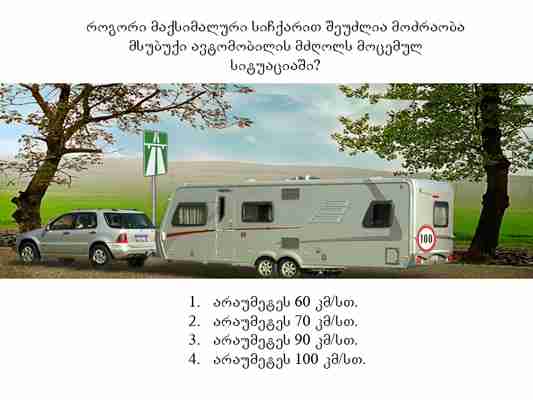 როგორი მაქსიმალური სიჩქარით შეუძლია მოძრაობა
მსუბუქი ავტომობილის მძღოლს მოცემულ
სიტუაციაში?
100
1. არაუმეტეს 60 კმ/სთ.
2. არაუმეტეს 70 კმ/სთ.
3. არაუმეტეს 90 კმ/სთ.
4. არაუმეტეს 100 კმ/სთ.